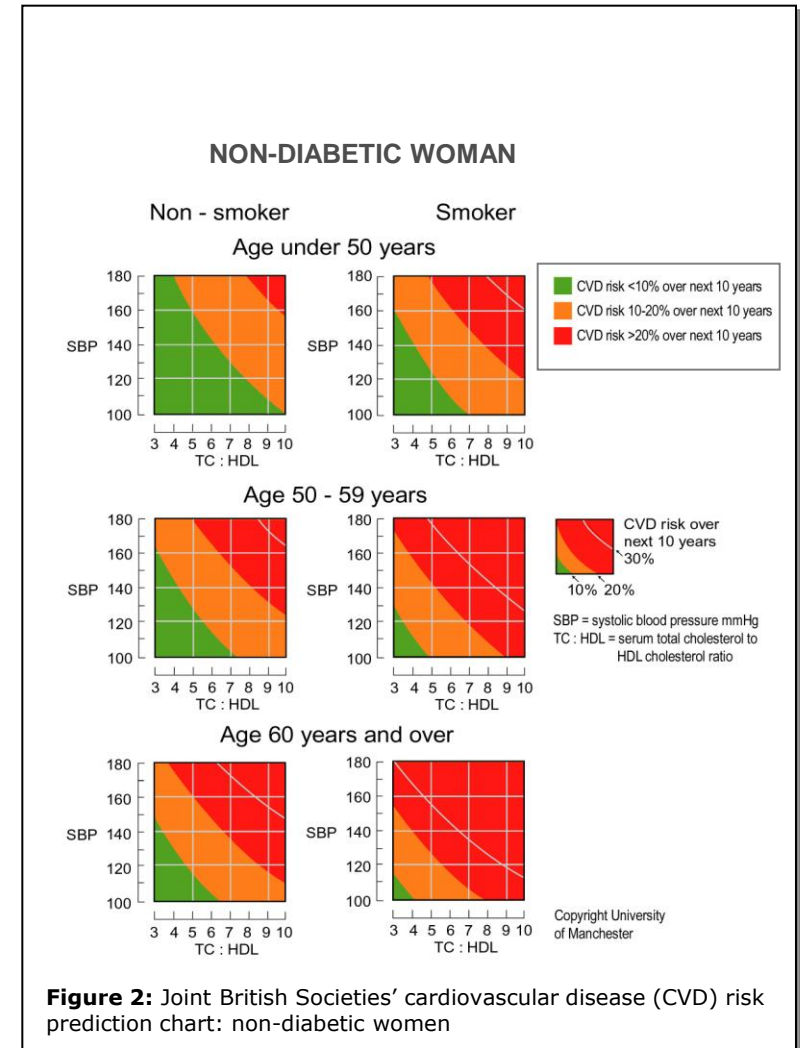 NON-DIABETIC WOMAN
Non - smoker Smoker
Age under 50 years
180
160
SBP 140
120
100
3 4 5 6 7 8 9 10
TC : HDL
180
160
SBP 140
120
100
3 4 5 6 7 8 9 10
TC : HDL
CVD risk <10% over next 10 years
CVD risk 10-20% over next 10 years
CVD risk >20% over next 10 years
Age 50 - 59 years
180
160
SBP 140
120
100
3 4 5 6 7 8 9 10
TC : HDL
180
160
SBP 140
120
100
3 4 5 6 7 8 9 10
TC : HDL
CVD risk over
next 10 years
30%
10% 20%
SBP = systolic blood pressure mmHg
TC : HDL = serum total cholesterol to
HDL cholesterol ratio
Age 60 years and over
180
160
SBP 140
120
100
3 4 5 6 7 8 9 10
TC : HDL
180
160
SBP 140
120
100
3 4 5 6 7 8 9 10
TC : HDL
Copyright University
of Manchester
Figure 2: Joint British Societies’ cardiovascular disease (CVD) risk
prediction chart: non-diabetic women